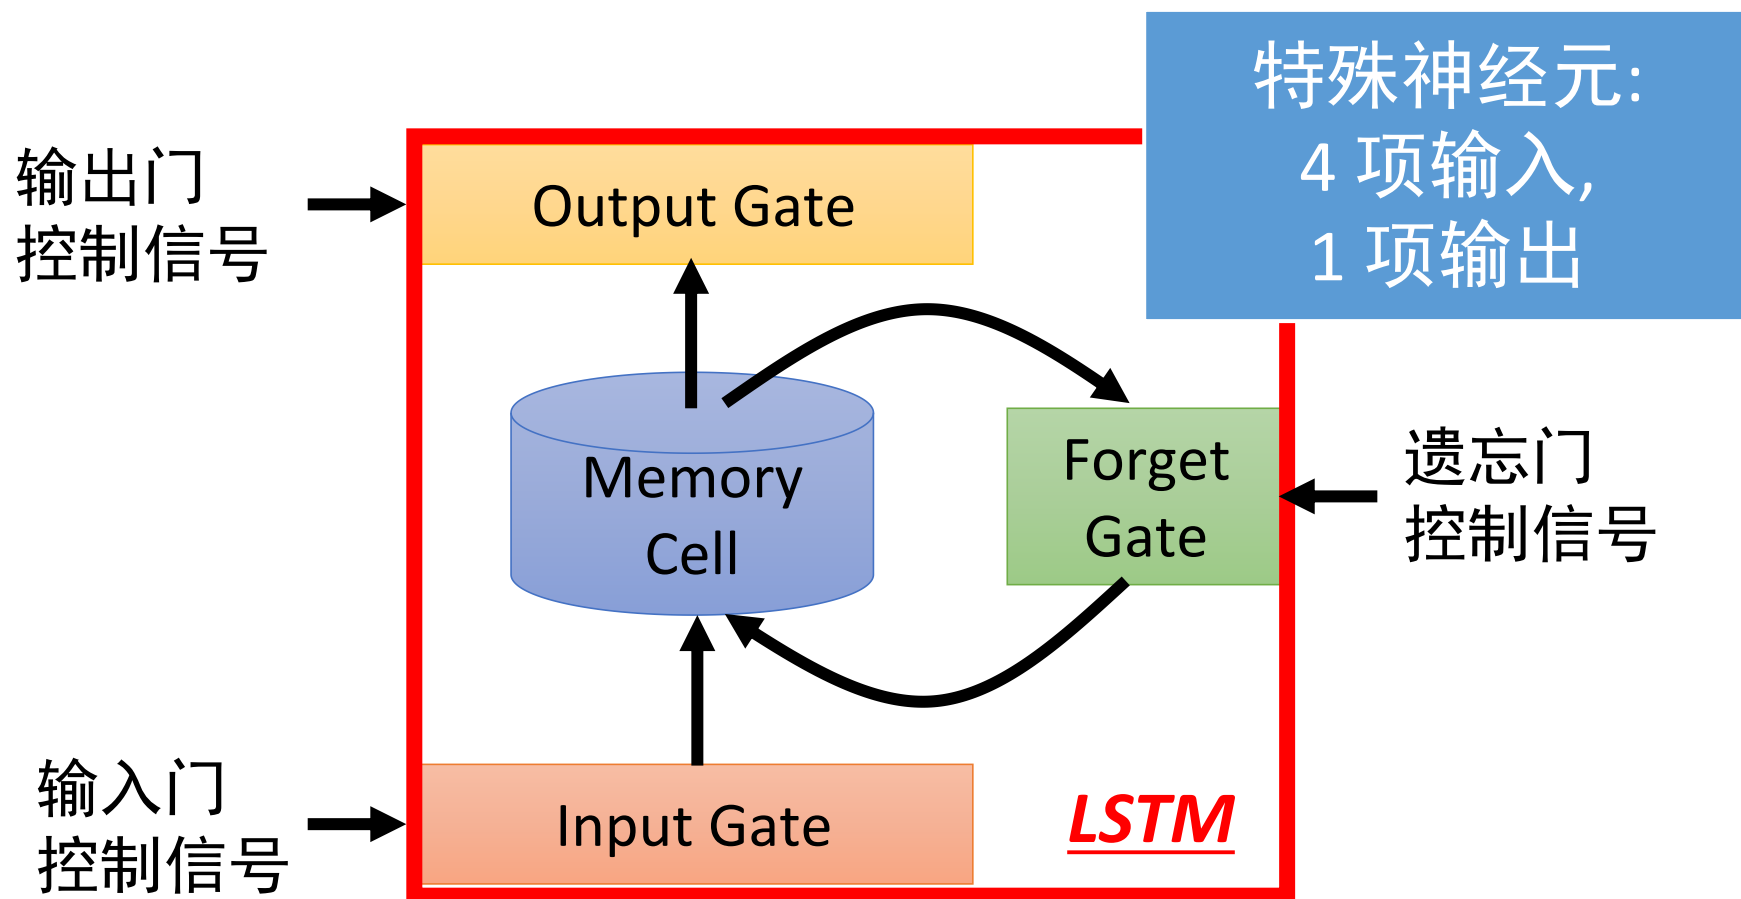 特殊神经元:
4 项输入,
1 项输出
输出门
控制信号
Output Gate
Memory
Cell
Forget
Gate
遗忘门
控制信号
输入门
控制信号
Input Gate
LSTM